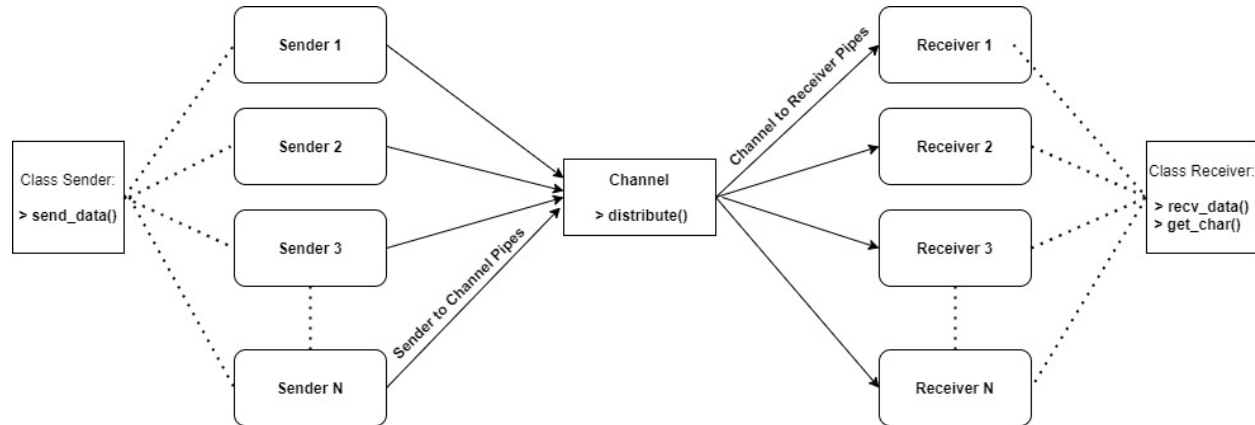 Class Sender:
> send_data()
Sender 1
Sender 2
Sender 3
Sender N
Sender to Channel Pipes
Channel
> distribute()
Channel to Receiver Pipes
Receiver 1
Receiver 2
Receiver 3
Receiver N
Class Receiver:
> recv_data()
> get_char()